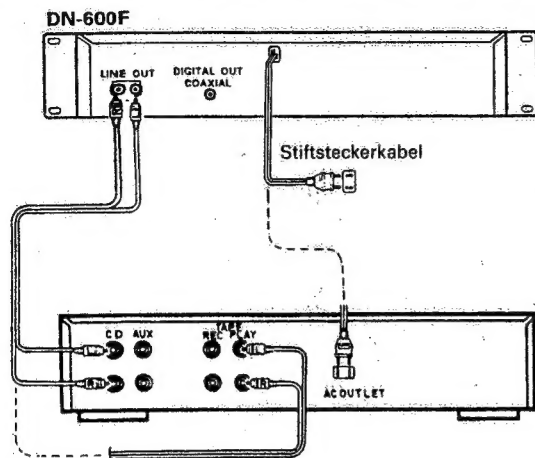 DN-600F
LINE OUT
DIGITAL OUT
COAXIAL
Stiftsteckerkabel
CD AUX
TAPE
REC PLAY
L
R
R
AC OUTLET